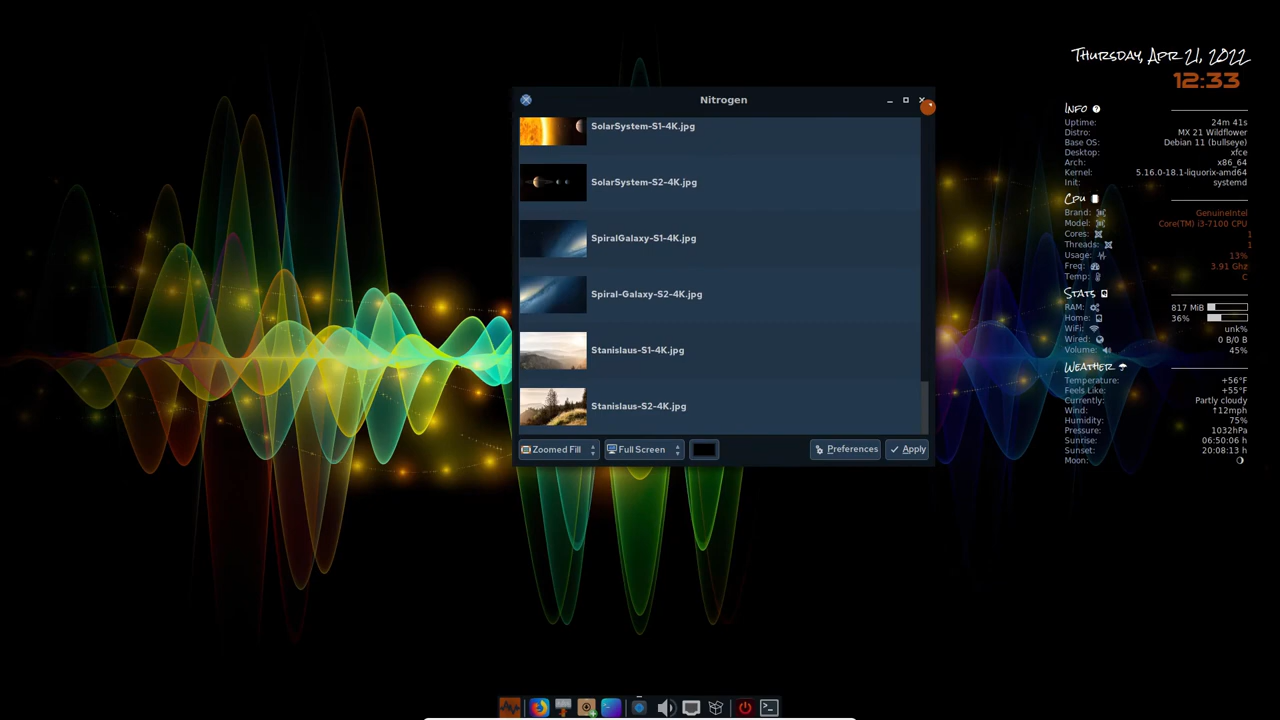 Thursday, Apr 21, 2022
12:33
Nitrogen
SolarSystem-S1-4K.jpg
SolarSystem-S2-4K.jpg
SpiralGalaxy-S1-4K.jpg
Spiral-Galaxy-S2-4K.jpg
Stanislaus-S1-4K.jpg
Stanislaus-S2-4K.jpg
Zoomed Fill
Full Screen
Preferences
Apply
Info
Uptime: 24m 41s
Distro: MX 21 Wildflower
Base OS: Debian 11 (bullseye)
Desktop: xfce
Arch: x86_64
Kernel: 5.16.0-18.1-liquorix-amd64
Init: systemd
Cpu
Brand: GenuineIntel
Model: Core(TM) i3-7100 CPU
Cores: 1
Threads: 1
Usage: 13%
Freq: 3.91 Ghz
Temp: C
Stats
RAM: 817 MiB
Home: 36%
WiFi: unk%
Wired: 0 B/0 B
Volume: 45%
Weather
Temperature: +56°F
Feels Like: +55°F
Currently: Partly cloudy
Wind: ↑12mph
Humidity: 75%
Pressure: 1032hPa
Sunrise: 06:50:06 h
Sunset: 20:08:13 h
Moon: